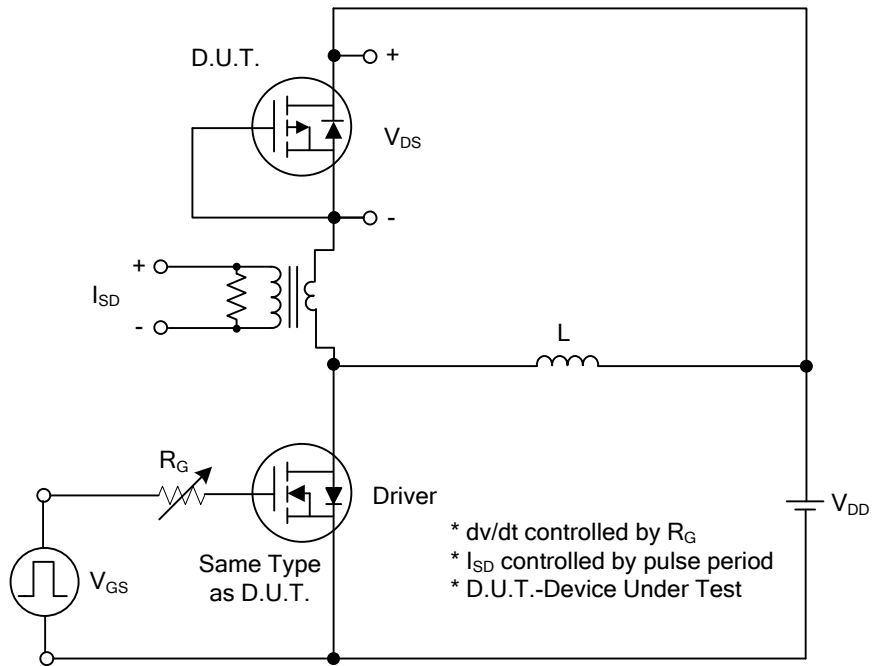 D.U.T.
+
VDS
-
+
ISD
-
L
RG
Driver
VDD
VGS
Same Type
as D.U.T.
* dv/dt controlled by RG
* ISD controlled by pulse period
* D.U.T.-Device Under Test